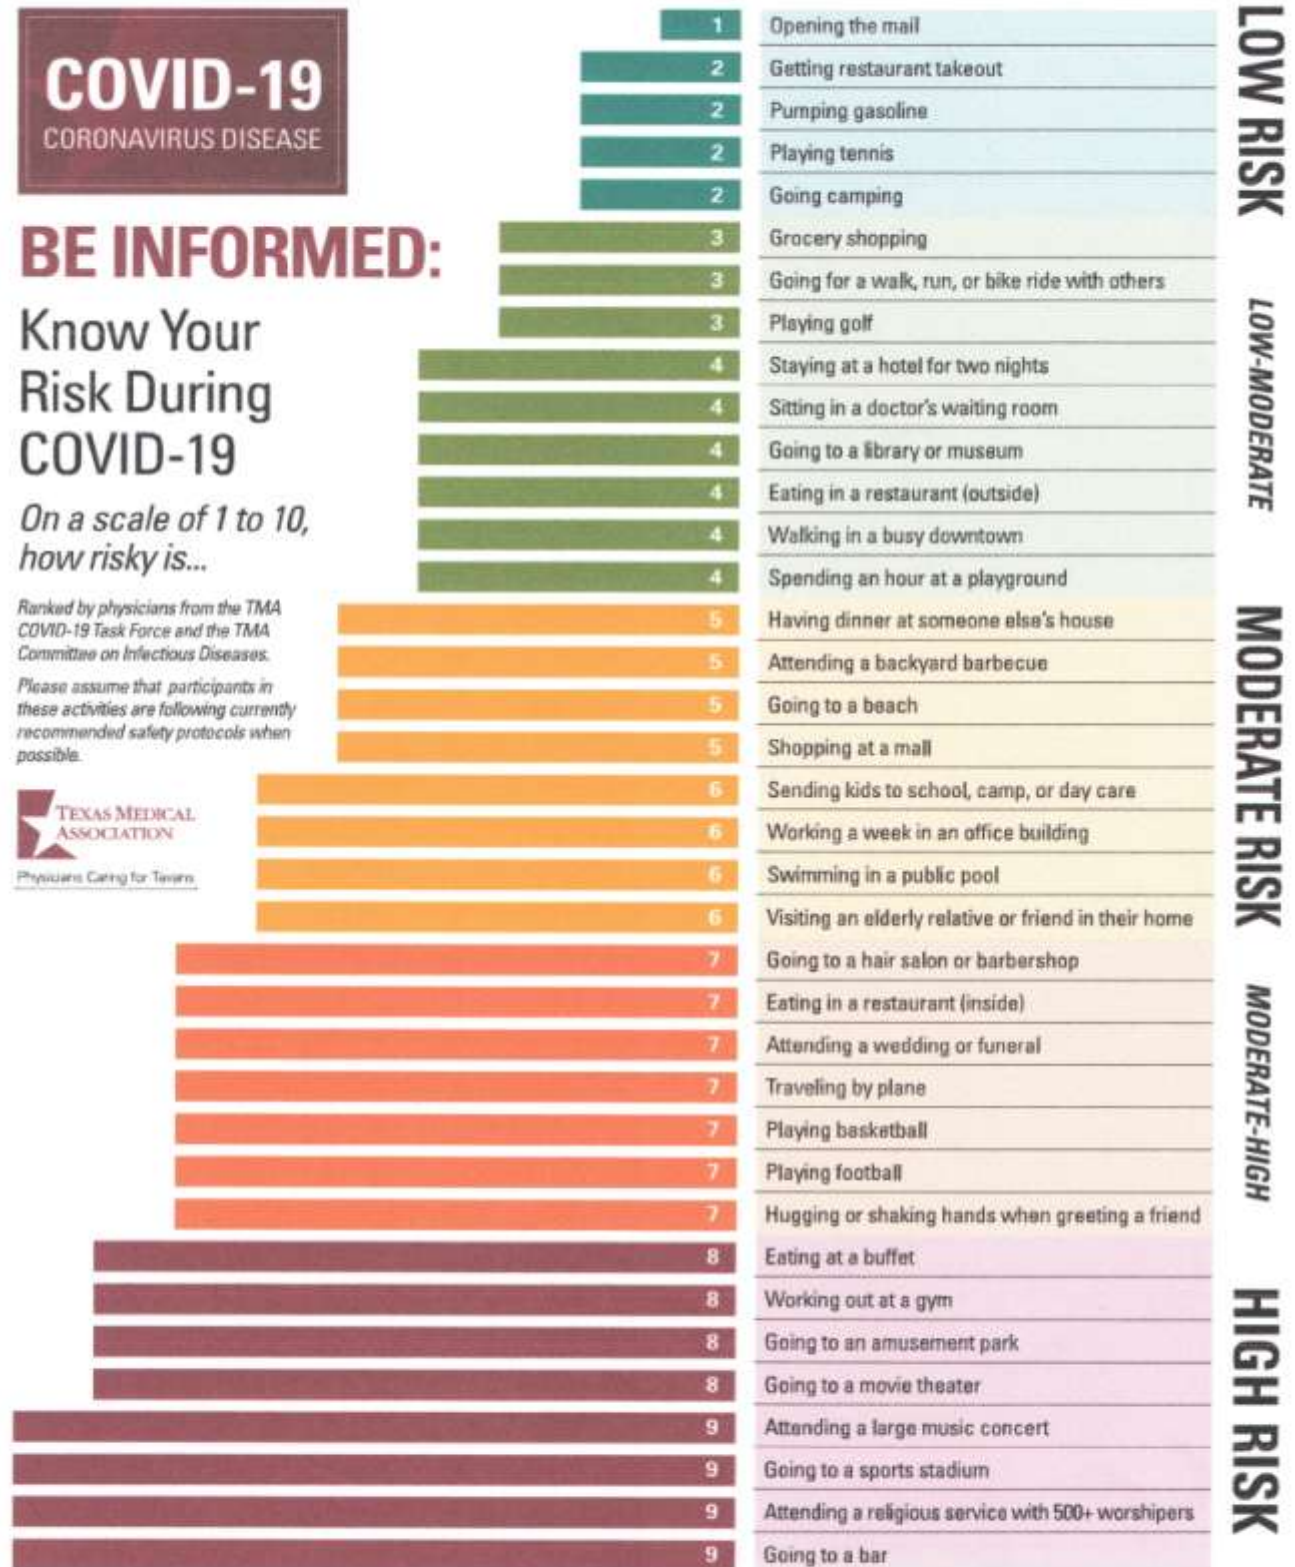 COVID-19
CORONAVIRUS DISEASE
BE INFORMED:
Know Your
Risk During
COVID-19
On a scale of 1 to 10,
how risky is...
Ranked by physicians from the TMA
COVID-19 Task Force and the TMA
Committee on Infectious Diseases.
Please assume that participants in
these activities are following currently
recommended safety protocols when
possible.
TEXAS MEDICAL
ASSOCIATION
Physicians Caring for Texans
1 Opening the mail
2 Getting restaurant takeout
2 Pumping gasoline
2 Playing tennis
2 Going camping
3 Grocery shopping
3 Going for a walk, run, or bike ride with others
3 Playing golf
4 Staying at a hotel for two nights
4 Sitting in a doctor's waiting room
4 Going to a library or museum
4 Eating in a restaurant (outside)
4 Walking in a busy downtown
4 Spending an hour at a playground
5 Having dinner at someone else's house
5 Attending a backyard barbecue
5 Going to a beach
5 Shopping at a mall
6 Sending kids to school, camp, or day care
6 Working a week in an office building
6 Swimming in a public pool
6 Visiting an elderly relative or friend in their home
7 Going to a hair salon or barbershop
7 Eating in a restaurant (inside)
7 Attending a wedding or funeral
7 Traveling by plane
7 Playing basketball
7 Playing football
7 Hugging or shaking hands when greeting a friend
8 Eating at a buffet
8 Working out at a gym
8 Going to an amusement park
8 Going to a movie theater
9 Attending a large music concert
9 Going to a sports stadium
9 Attending a religious service with 500+ worshipers
9 Going to a bar
LOW RISK
LOW-MODERATE
MODERATE RISK
MODERATE-HIGH
HIGH RISK